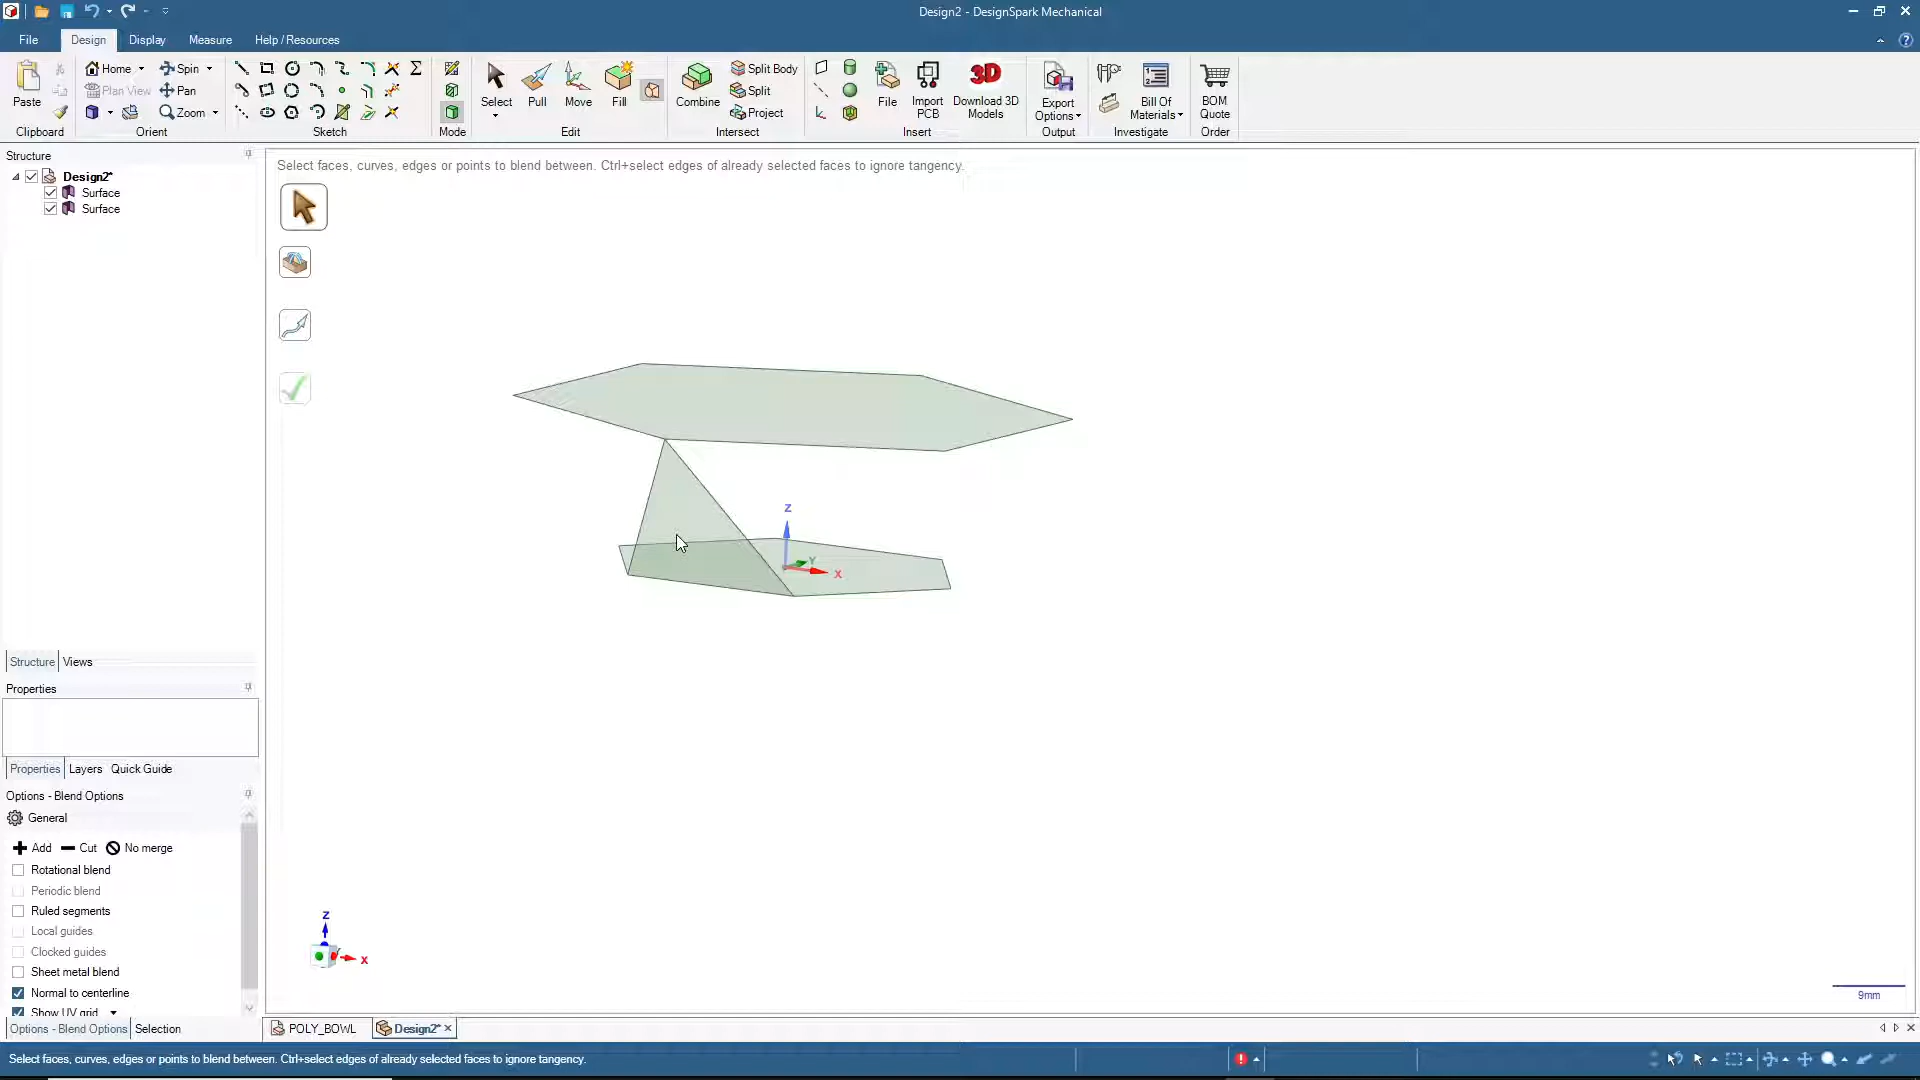 Design2 - DesignSpark Mechanical
File Design Display Measure Help / Resources
Home Spin Split Body
Plan View Pan Split
Zoom Project
Paste Select Pull Move Fill Combine File Import PCB Download 3D Models Export Options Bill Of Materials BOM Quote
3D
Clipboard Orient Sketch Mode Edit Intersect Insert Output Investigate Order
Structure
Design2*
Surface
Surface
Select faces, curves, edges or points to blend between. Ctrl+select edges of already selected faces to ignore tangency.
Z
Y
X
Structure Views
Properties
Properties Layers Quick Guide
Options - Blend Options
General
Add Cut No merge
Rotational blend
Periodic blend
Ruled segments
Local guides
Clocked guides
Sheet metal blend
Normal to centerline
Show UV grid
Z
X
9mm
Options - Blend Options Selection
POLY_BOWL Design2*
Select faces, curves, edges or points to blend between. Ctrl+select edges of already selected faces to ignore tangency.